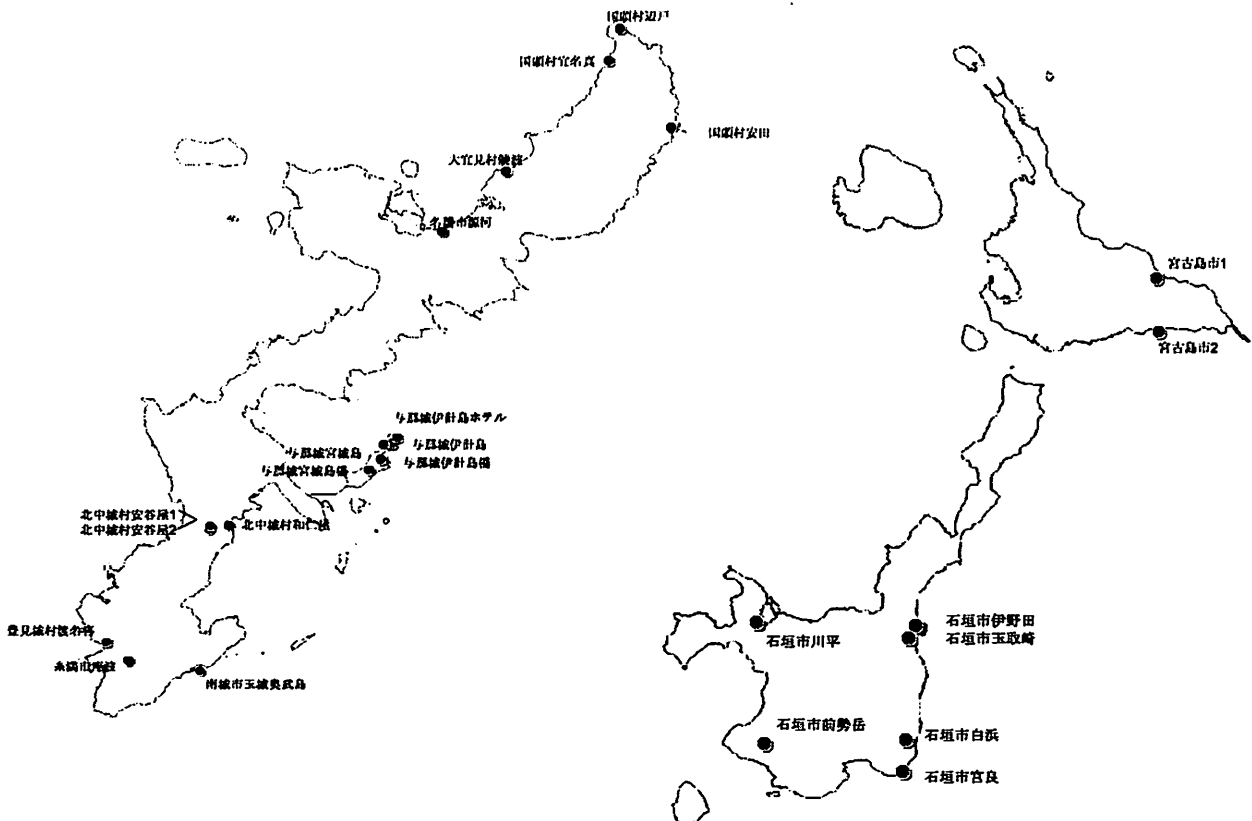 国頭村辺戸
国頭村宜名真
国頭村安田
大宜見村饒波
名護市源河
宮古島市1
宮古島市2
与那城伊計島ホテル
与那城伊計島
与那城宮城島
与那城伊計島橋
与那城宮城島橋
北中城村安谷屋1
北中城村安谷屋2
北中城村和仁屋
石垣市伊野田
石垣市川平
石垣市玉取崎
豊見城村
南城市玉城奥武島
石垣市前勢岳
石垣市白浜
石垣市宮良